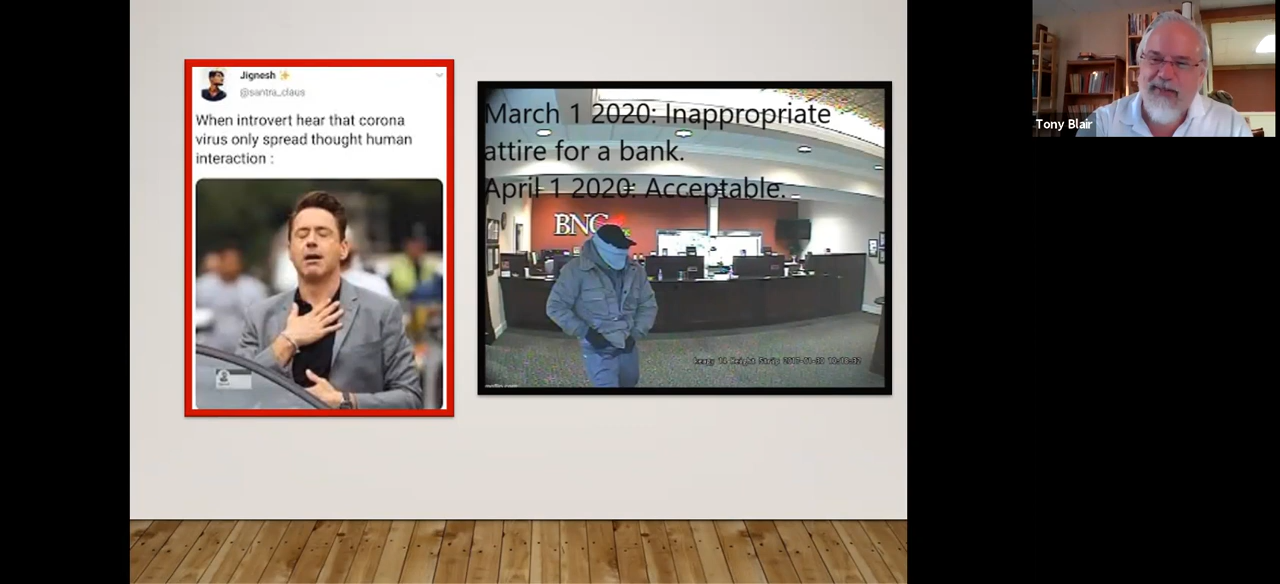 Jignesh ✨
@santra_claus
When introvert hear that corona
virus only spread thought human
interaction :
March 1 2020: Inappropriate
attire for a bank.
April 1 2020: Acceptable.
BNC
Tony Blair